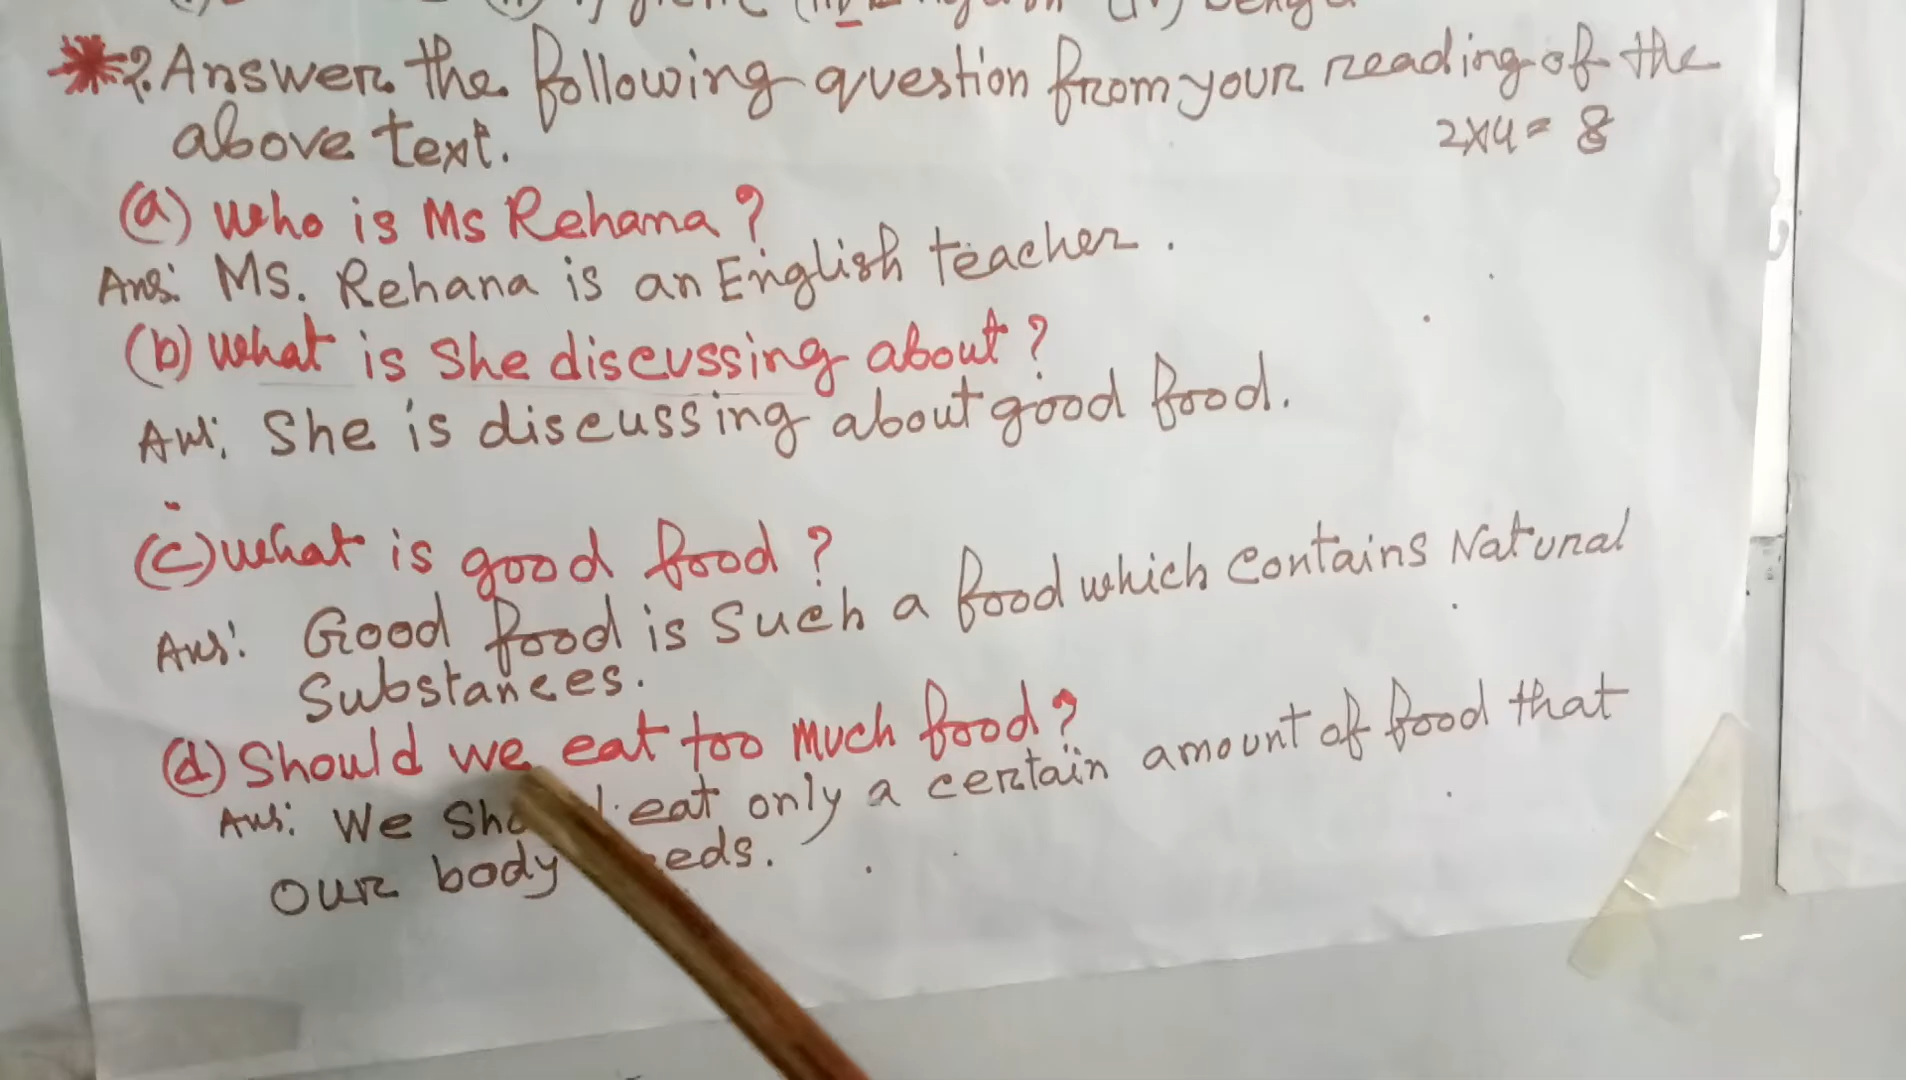 2. Answer the following question from your reading of the
above text.
2x4 = 8
(a) Who is Ms Rehana?
Ans: Ms. Rehana is an English teacher.
(b) What is she discussing about?
Ans: She is discussing about good food.
(c) What is good food?
Ans: Good food is such a food which contains Natural
Substances.
(d) Should we eat too much food?
Ans: We eat only a certain amount of food that
our body